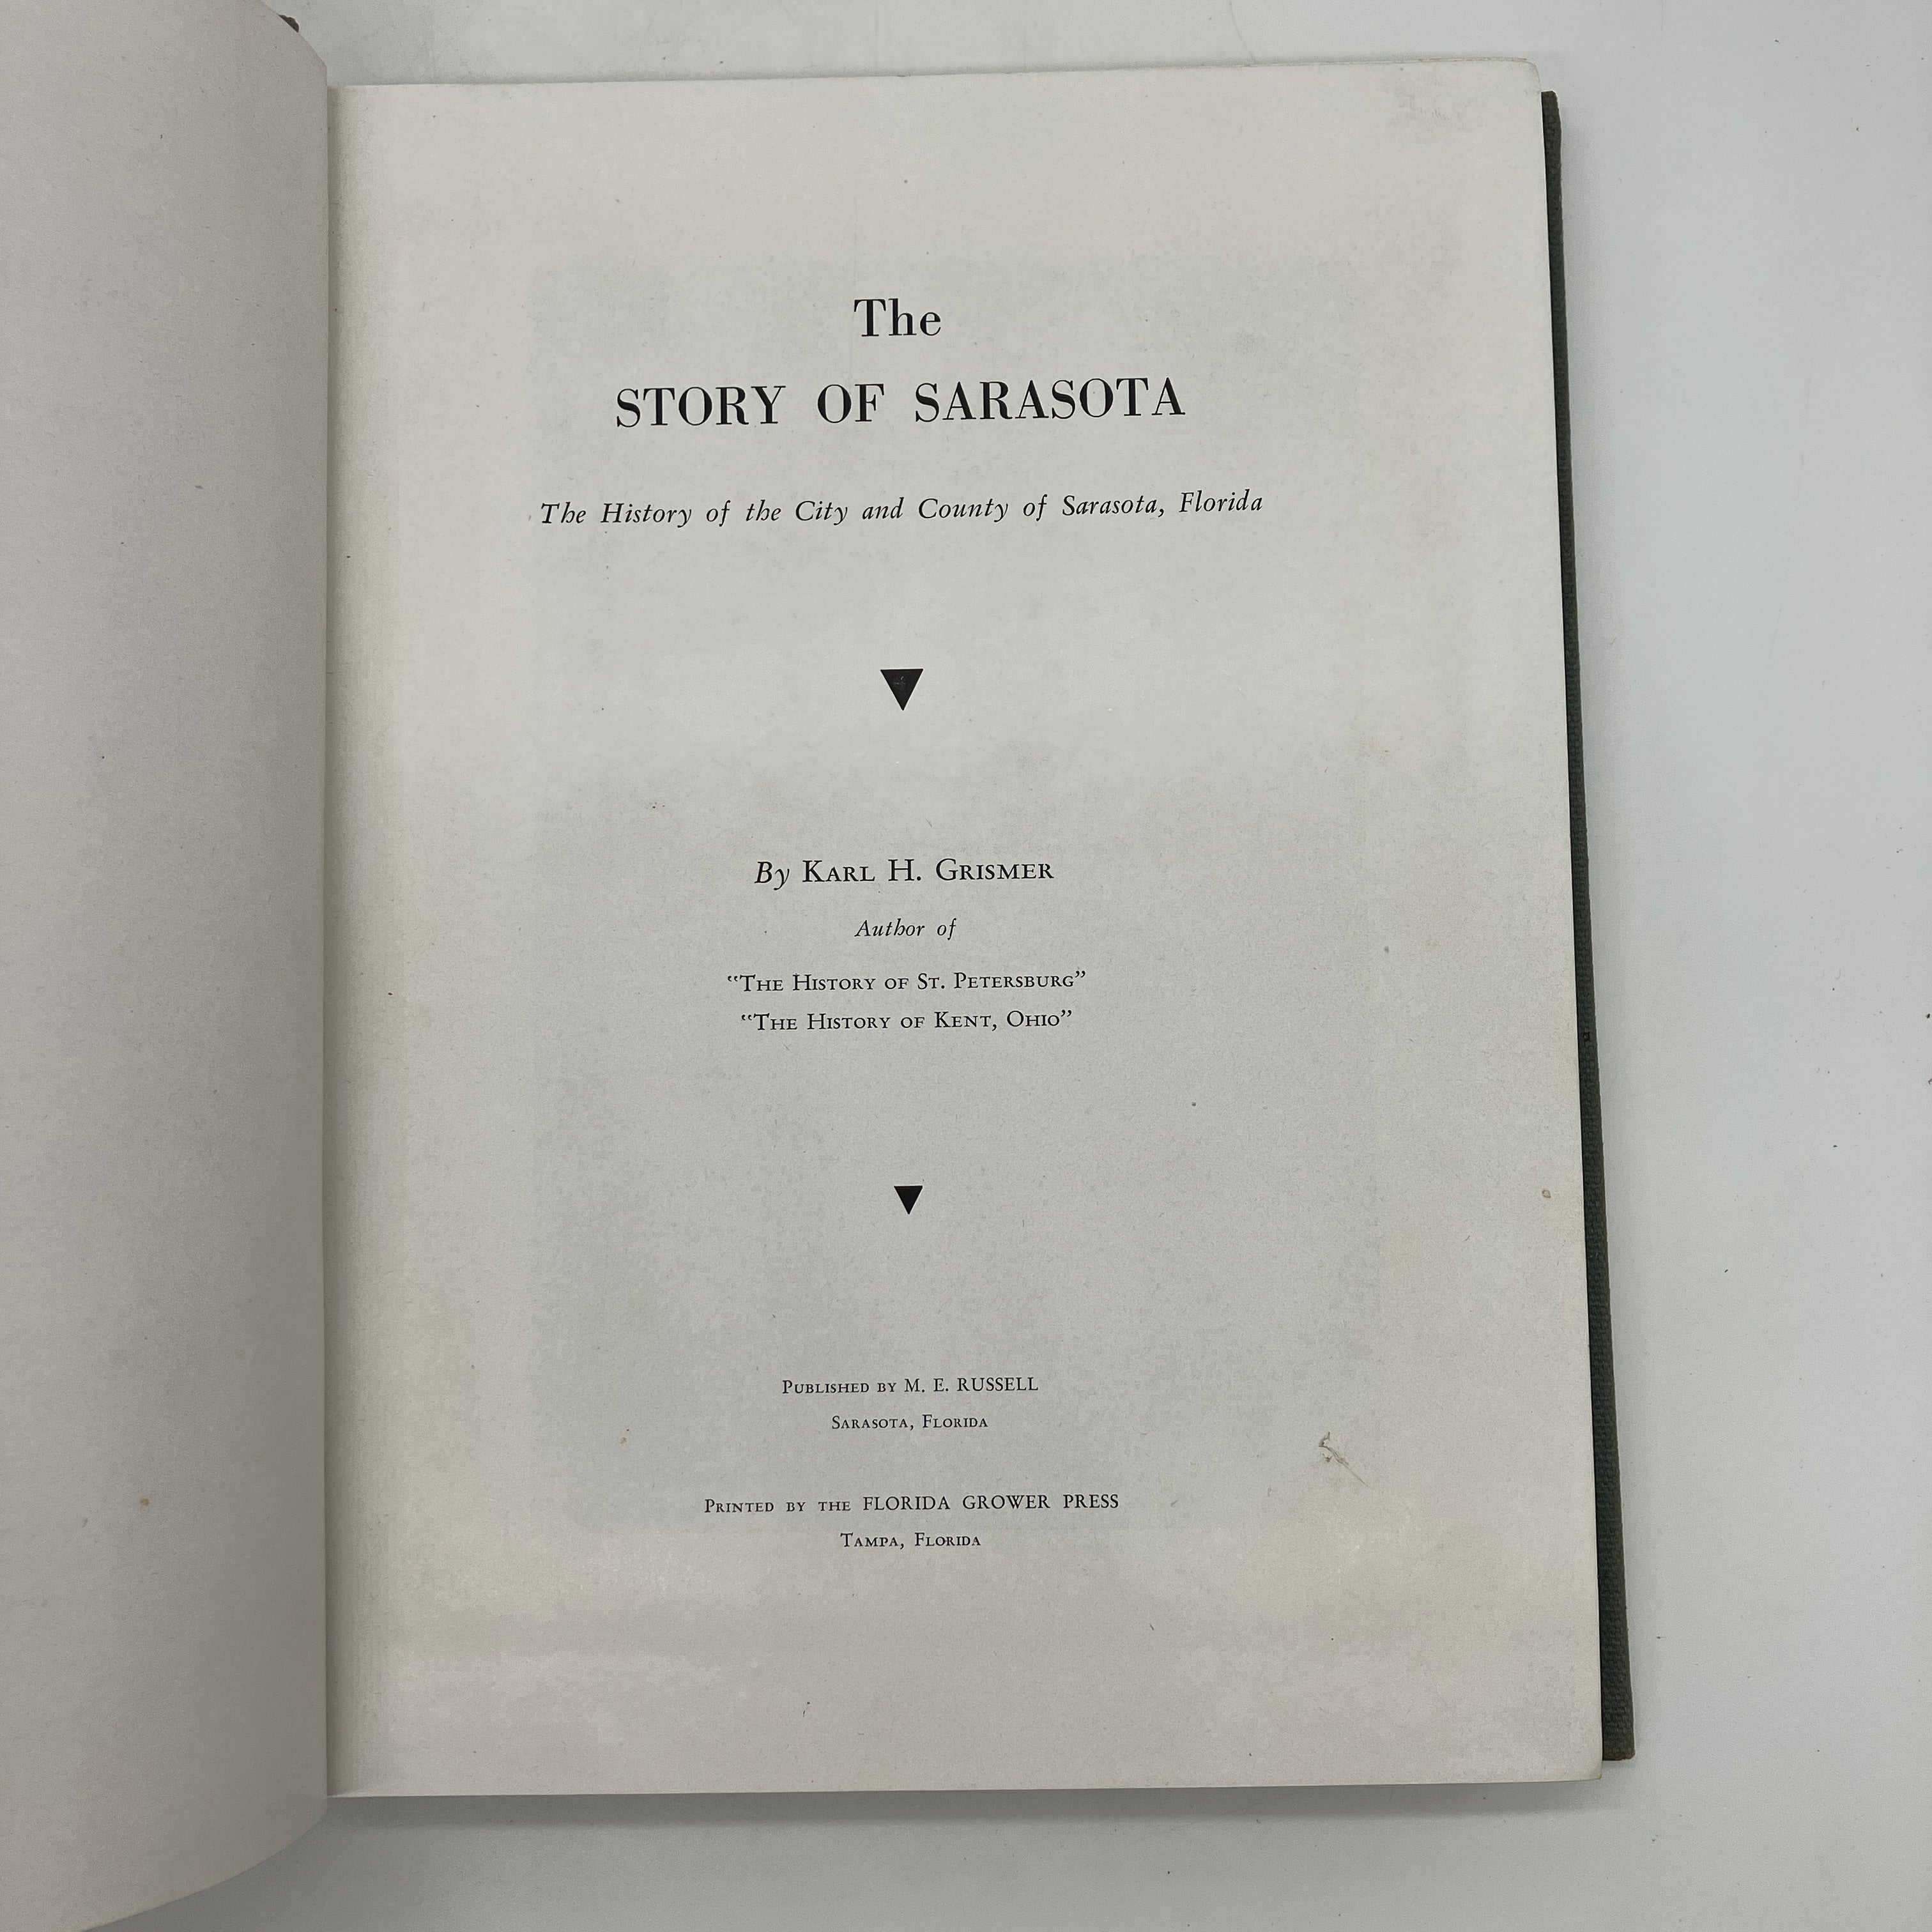 The
STORY OF SARASOTA
The History of the City and County of Sarasota, Florida
By KARL H. GRISMER
Author of
“THE HISTORY OF ST. PETERSBURG”
“THE HISTORY OF KENT, OHIO”
PUBLISHED BY M. E. RUSSELL
SARASOTA, FLORIDA
PRINTED BY THE FLORIDA GROWER PRESS
TAMPA, FLORIDA